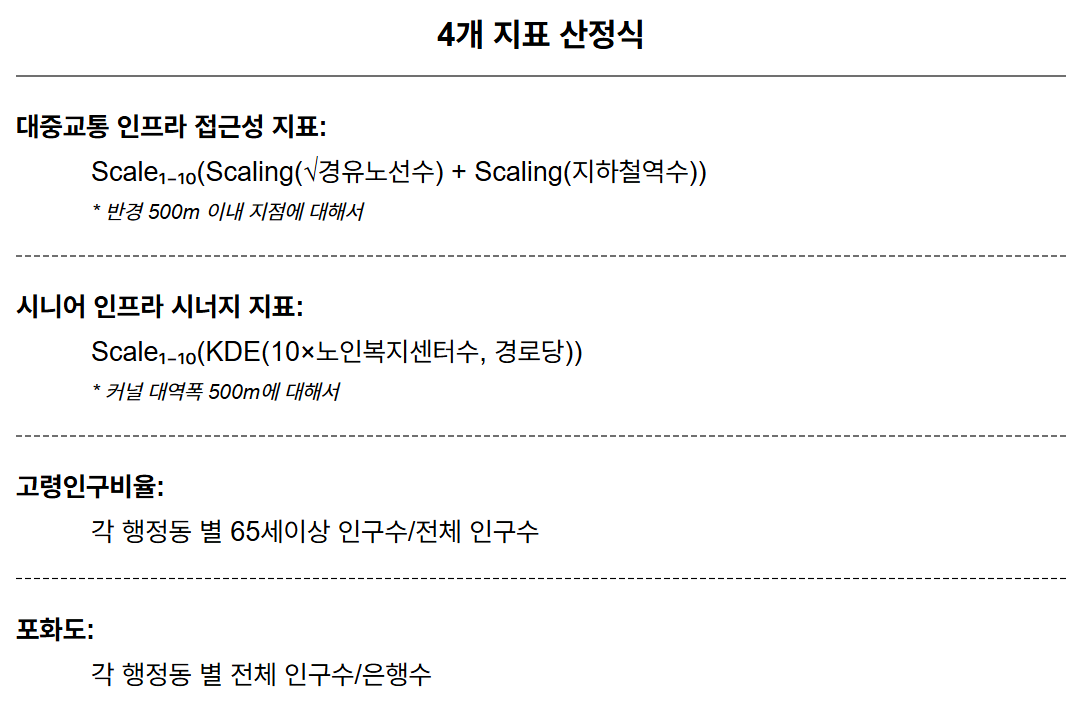 4개 지표 산정식
대중교통 인프라 접근성 지표:
Scale₁₋₁₀(Scaling(√경유노선수) + Scaling(지하철역수))
* 반경 500m 이내 지점에 대해서
시니어 인프라 시너지 지표:
Scale₁₋₁₀(KDE(10×노인복지센터수, 경로당))
* 커널 대역폭 500m에 대해서
고령인구비율:
각 행정동 별 65세이상 인구수/전체 인구수
포화도:
각 행정동 별 전체 인구수/은행수